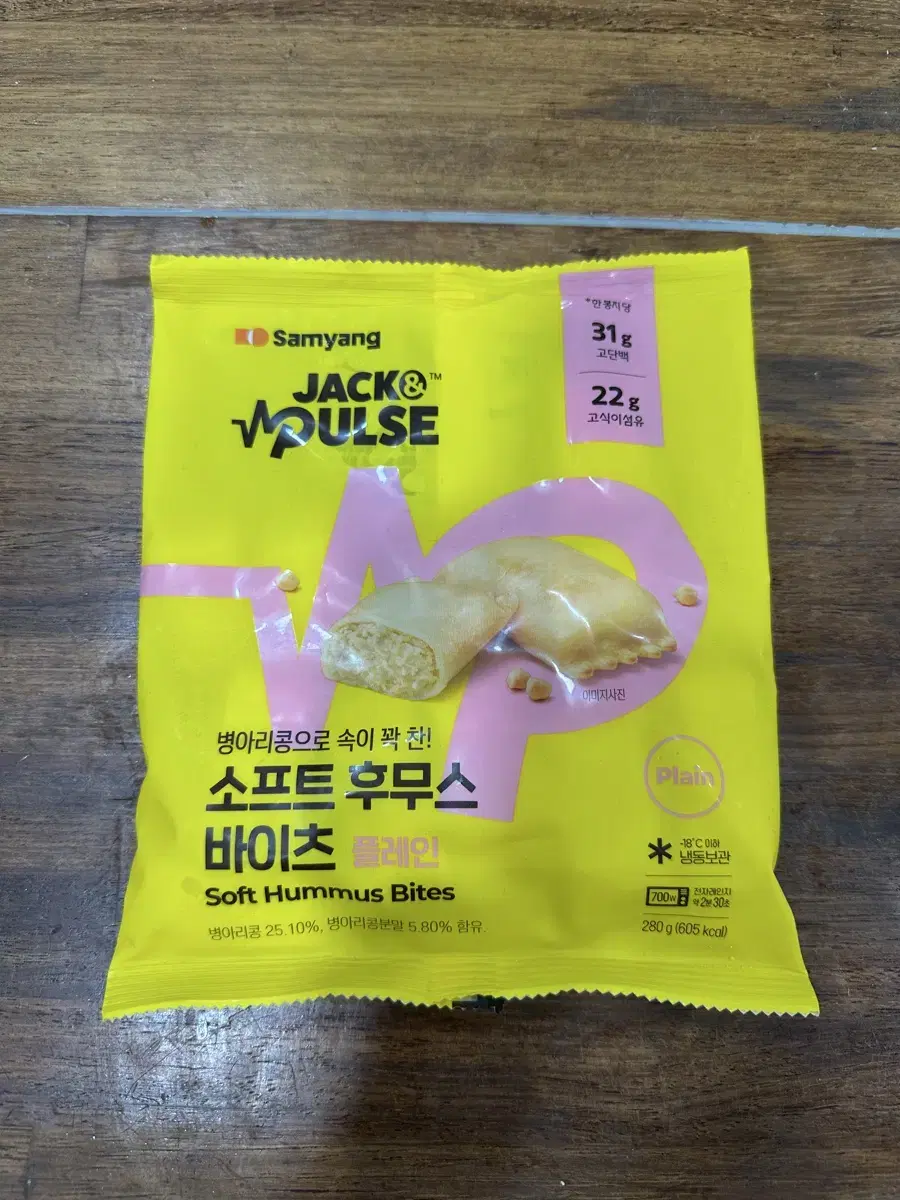 Samyang
JACK&™
PULSE
*한 봉지 당
31g
고단백
22g
고식이섬유
이미지사진
병아리콩으로 속이 꽉 찬!
소프트 후무스
바이츠 플레인
Soft Hummus Bites
병아리콩 25.10%, 병아리콩분말 5.80% 함유.
Plain
-18℃ 이하
냉동보관
700W
전자레인지
약 2분 30초
280 g (605 kcal)